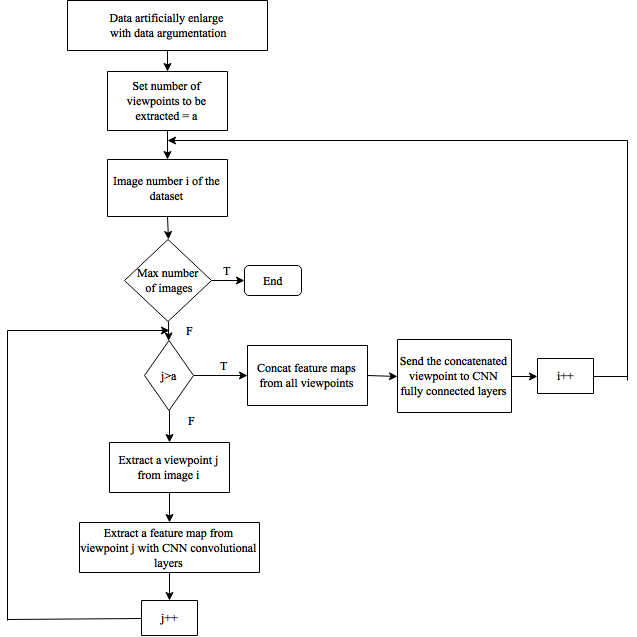 Data artificially enlarge
with data argumentation
Set number of
viewpoints to be
extracted = a
Image number i of the
dataset
Max number
of images
T
End
F
j>a
T
Concat feature maps
from all viewpoints
Send the concatenated
viewpoint to CNN
fully connected layers
i++
F
Extract a viewpoint j
from image i
Extract a feature map from
viewpoint j with CNN convolutional
layers
j++